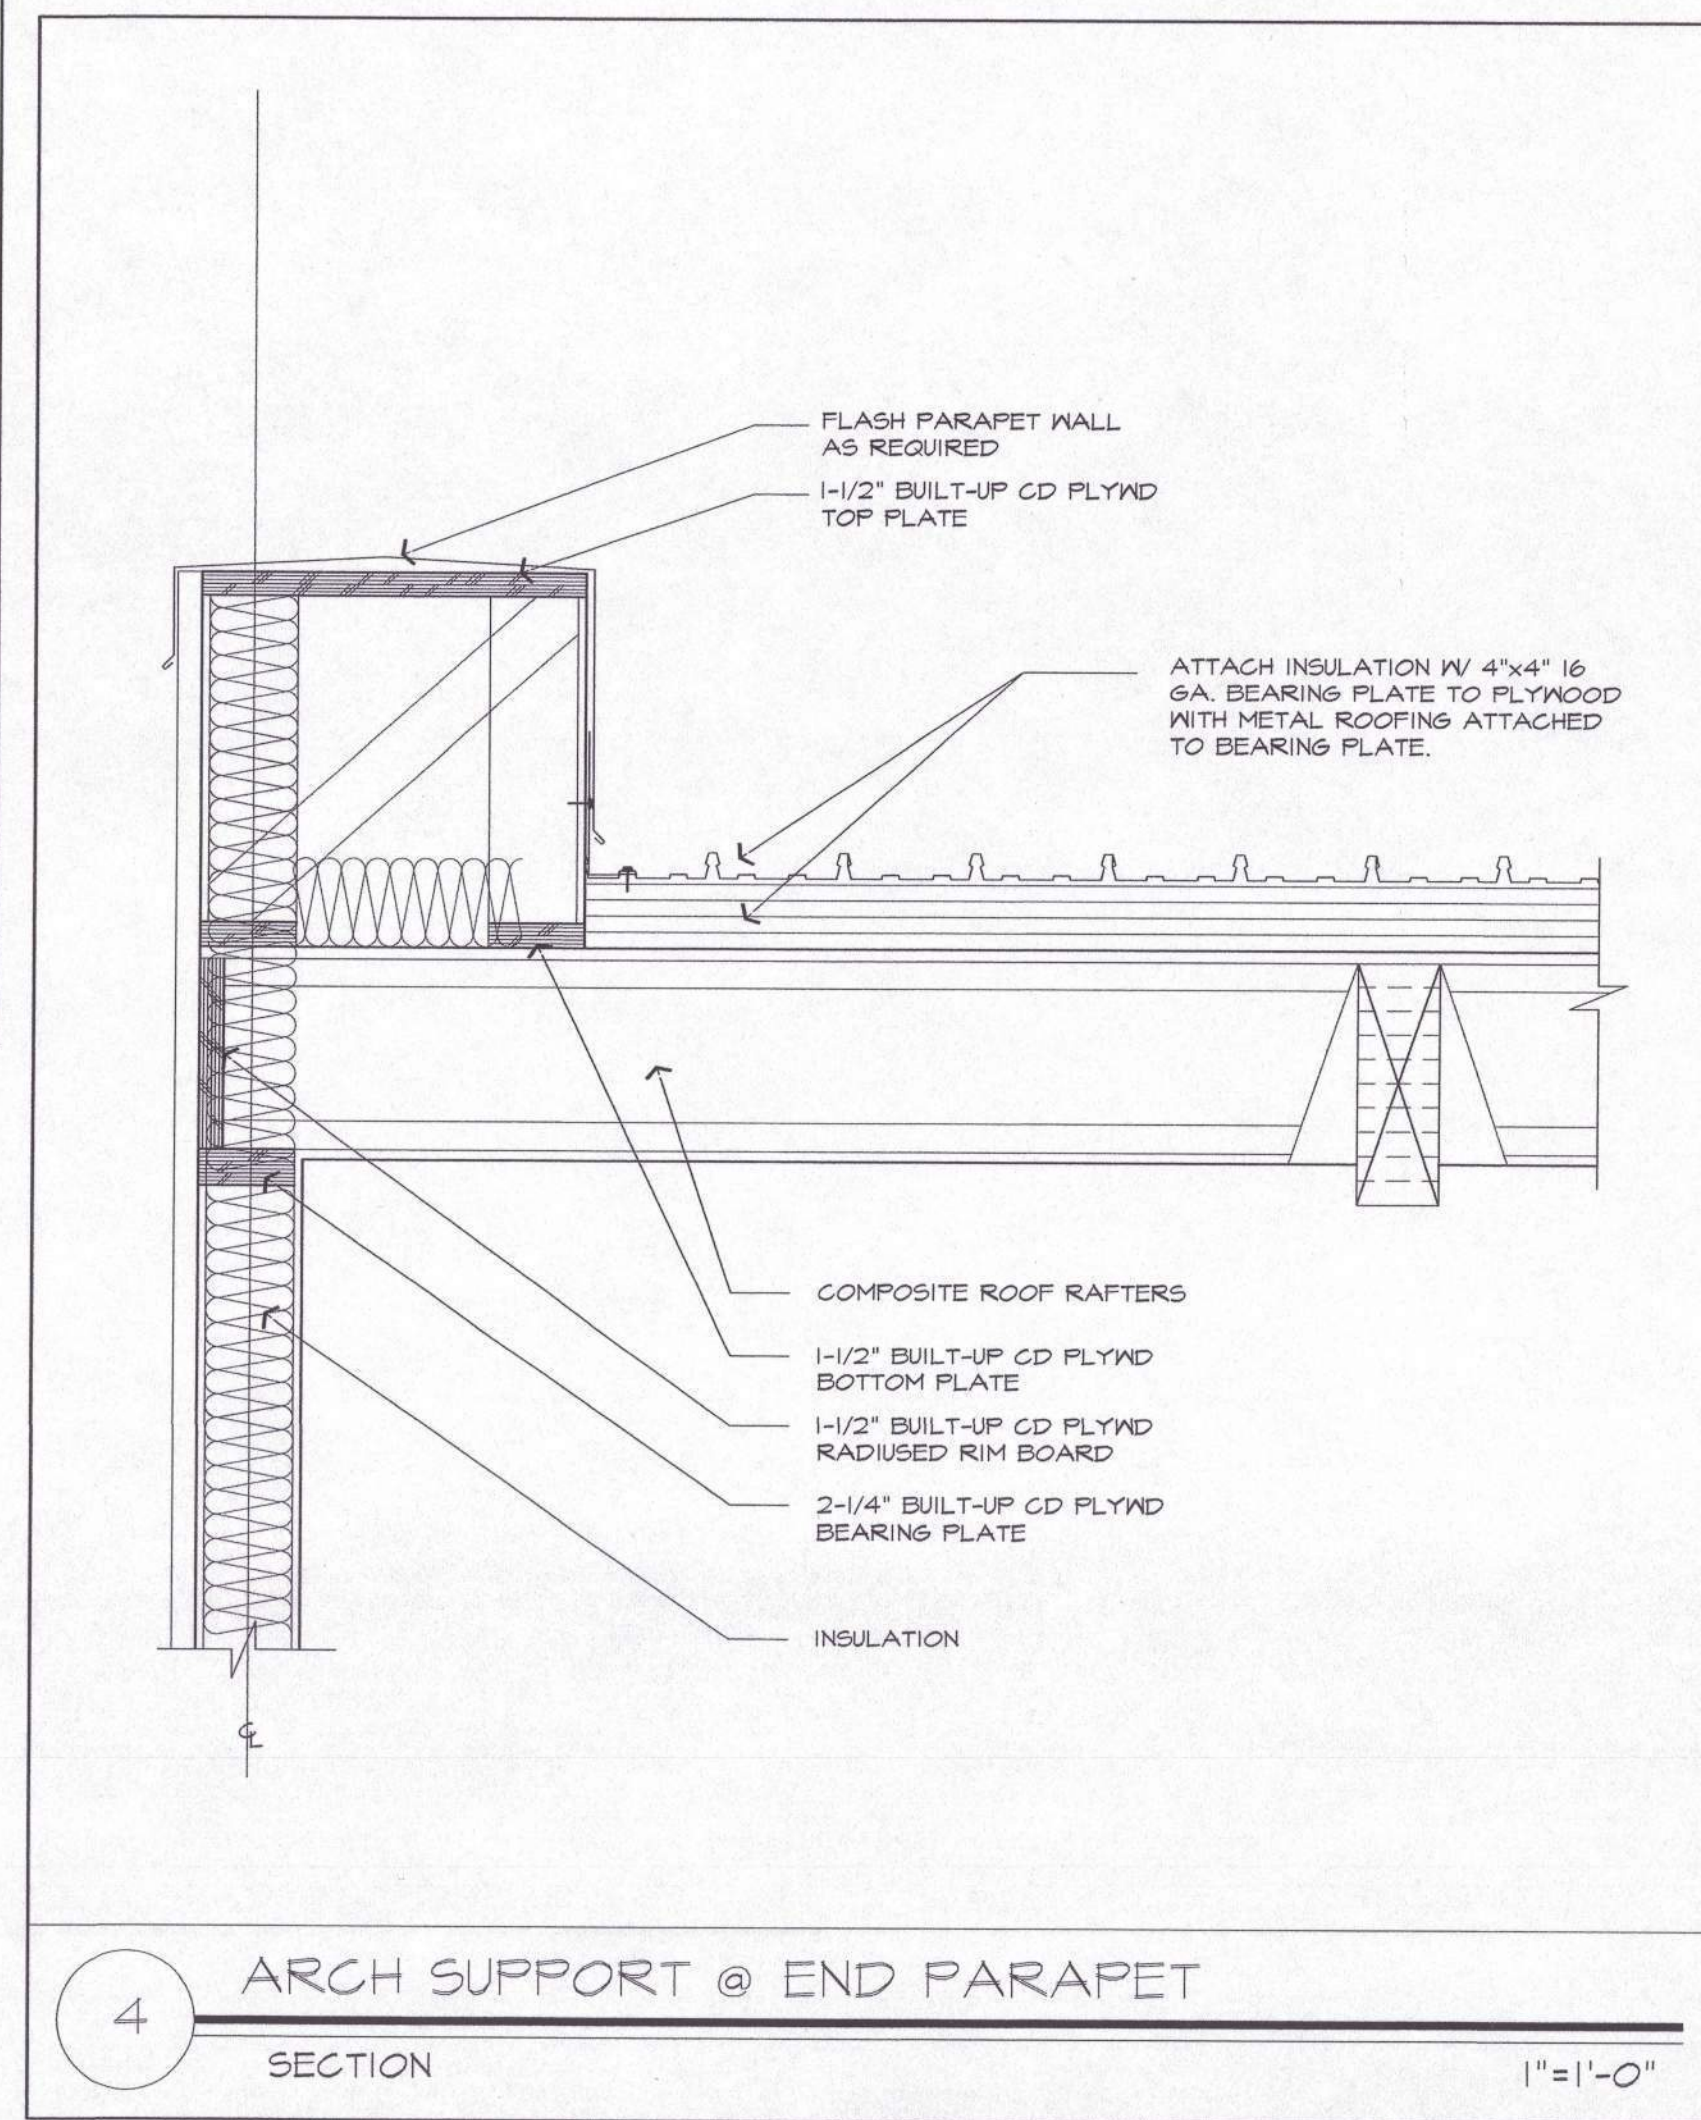 FLASH PARAPET WALL
AS REQUIRED
1-1/2" BUILT-UP CD PLYWD
TOP PLATE
ATTACH INSULATION W/ 4"x4" 16
GA. BEARING PLATE TO PLYWOOD
WITH METAL ROOFING ATTACHED
TO BEARING PLATE.
COMPOSITE ROOF RAFTERS
1-1/2" BUILT-UP CD PLYWD
BOTTOM PLATE
1-1/2" BUILT-UP CD PLYWD
RADIUSED RIM BOARD
2-1/4" BUILT-UP CD PLYWD
BEARING PLATE
INSULATION
℄
4
ARCH SUPPORT @ END PARAPET
SECTION
1"=1'-0"